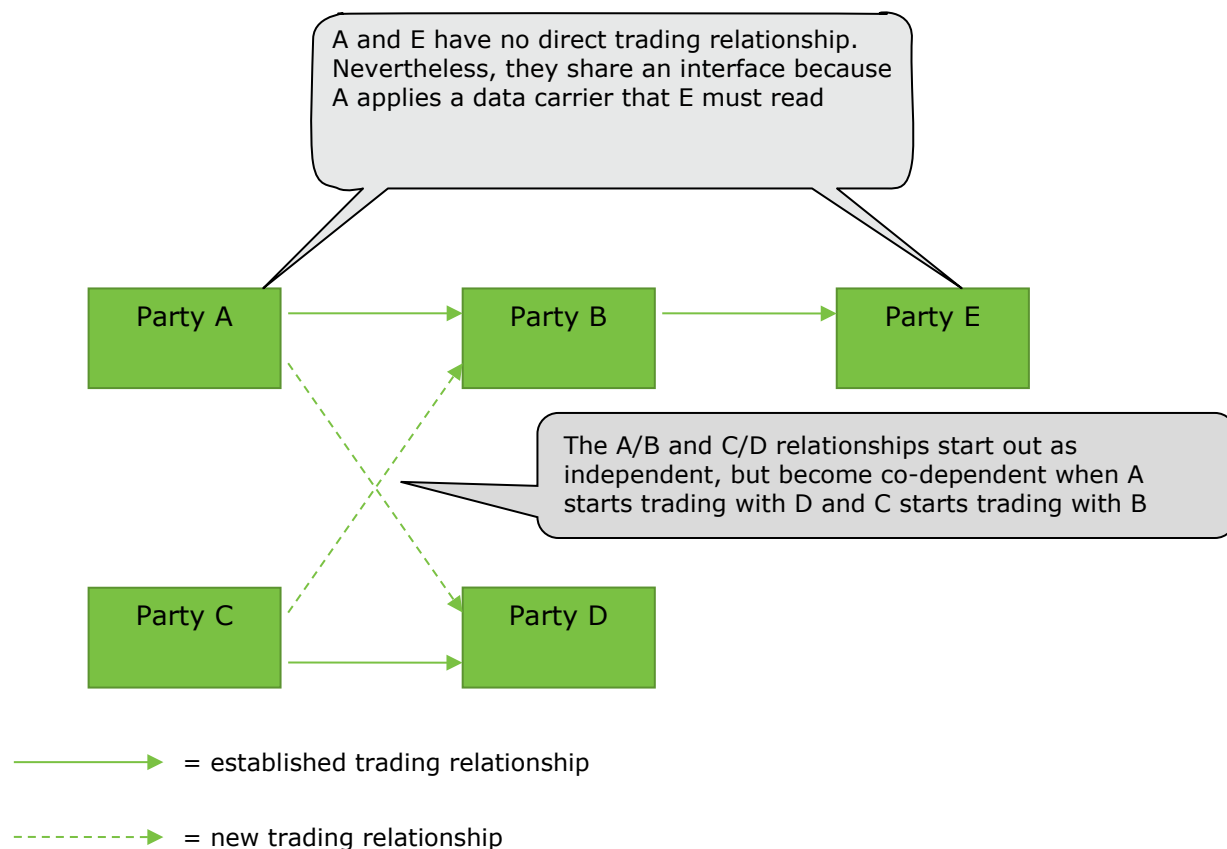 A and E have no direct trading relationship.
Nevertheless, they share an interface because
A applies a data carrier that E must read
Party A
Party B
Party E
The A/B and C/D relationships start out as
independent, but become co-dependent when A
starts trading with D and C starts trading with B
Party C
Party D
= established trading relationship
= new trading relationship